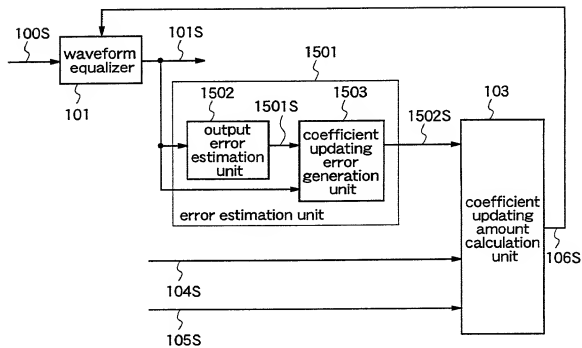 100S
waveform
equalizer
101
101S
1501
1502
output
error
estimation
unit
1501S
1503
coefficient
updating
error
generation
unit
1502S
error estimation unit
103
coefficient
updating
amount
calculation
unit
106S
104S
105S